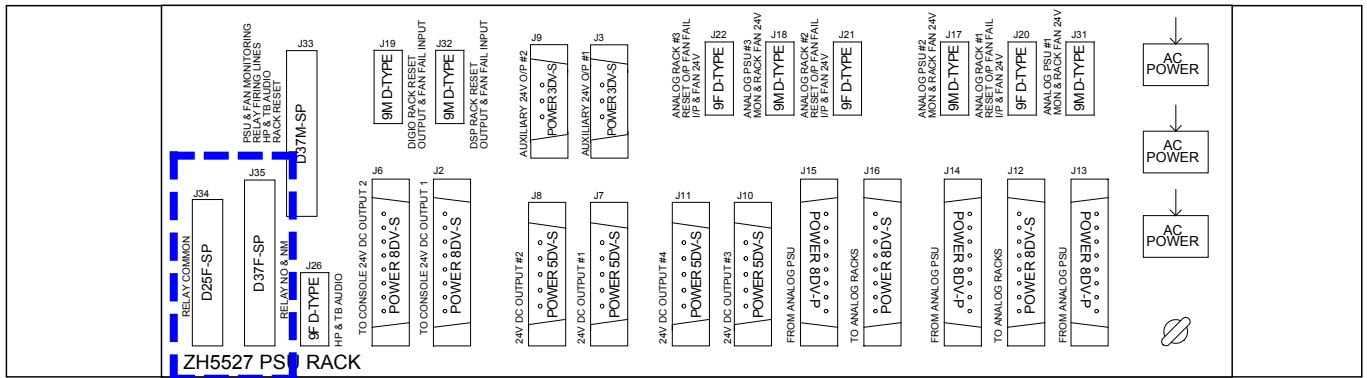 J33
D37M-SP
PSU & FAN MONITORING
RELAY FIRING LINES
HP & TB AUDIO
RACK RESET
J19
9M D-TYPE
DIGIO RACK RESET
OUTPUT & FAN FAIL INPUT
J32
9M D-TYPE
DSP RACK RESET
OUTPUT & FAN FAIL INPUT
J9
POWER 3DV-S
AUXILIARY 24V O/P #2
J3
POWER 3DV-S
AUXILIARY 24V O/P #1
J22
9F D-TYPE
ANALOG RACK #3
RESET O/P FAN FAIL
I/P & FAN 24V
J18
9M D-TYPE
ANALOG PSU #3
MON & RACK FAN 24V
J21
9F D-TYPE
ANALOG RACK #2
RESET O/P FAN FAIL
I/P & FAN 24V
J17
9M D-TYPE
ANALOG PSU #2
MON & RACK FAN 24V
J20
9F D-TYPE
ANALOG RACK #1
RESET O/P FAN FAIL
I/P & FAN 24V
J31
9M D-TYPE
ANALOG PSU #1
MON & RACK FAN 24V
AC
POWER
AC
POWER
AC
POWER
J34
D25F-SP
RELAY COMMON
J35
D37F-SP
RELAY NO & NM
J26
9F D-TYPE
HP & TB AUDIO
J6
POWER 8DV-S
TO CONSOLE 24V DC OUTPUT 2
J2
POWER 8DV-S
TO CONSOLE 24V DC OUTPUT 1
J8
POWER 5DV-S
24V DC OUTPUT #2
J7
POWER 5DV-S
24V DC OUTPUT #1
J11
POWER 5DV-S
24V DC OUTPUT #4
J10
POWER 5DV-S
24V DC OUTPUT #3
J15
POWER 8DV-P
FROM ANALOG PSU
J16
POWER 8DV-S
TO ANALOG RACKS
J14
POWER 8DV-P
FROM ANALOG PSU
J12
POWER 8DV-S
TO ANALOG RACKS
J13
POWER 8DV-P
FROM ANALOG PSU
ZH5527 PSU RACK